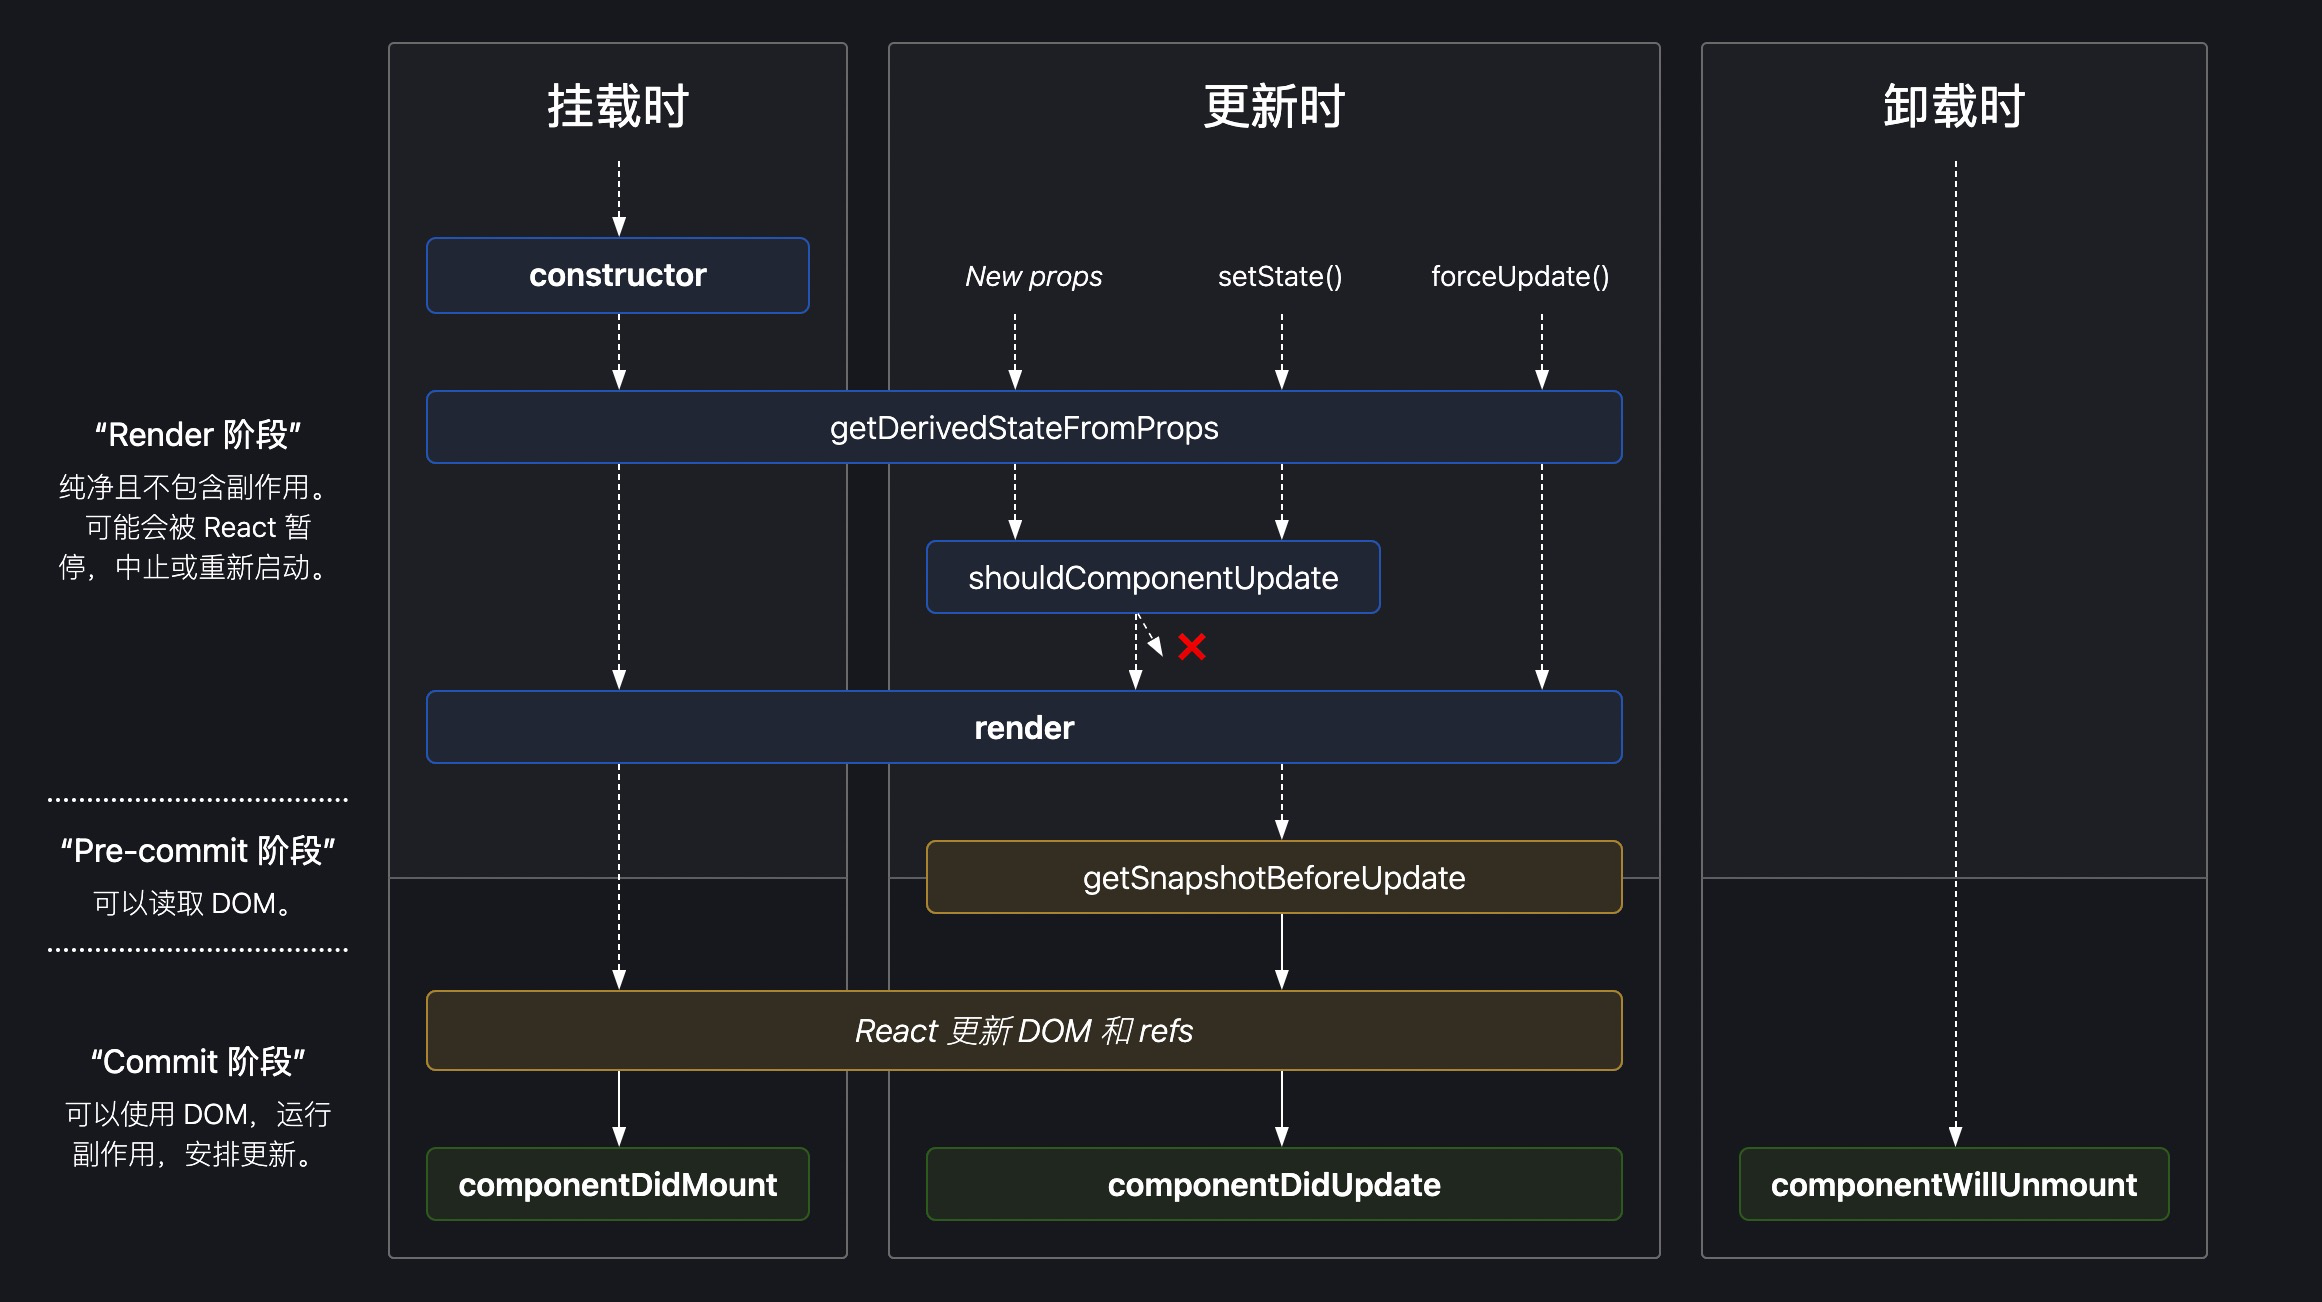 挂载时
更新时
卸载时
constructor
New props
setState()
forceUpdate()
getDerivedStateFromProps
“Render 阶段”
纯净且不包含副作用。
可能会被 React 暂
停，中止或重新启动。
shouldComponentUpdate
render
“Pre-commit 阶段”
可以读取 DOM。
getSnapshotBeforeUpdate
React 更新 DOM 和 refs
“Commit 阶段”
可以使用 DOM，运行
副作用，安排更新。
componentDidMount
componentDidUpdate
componentWillUnmount